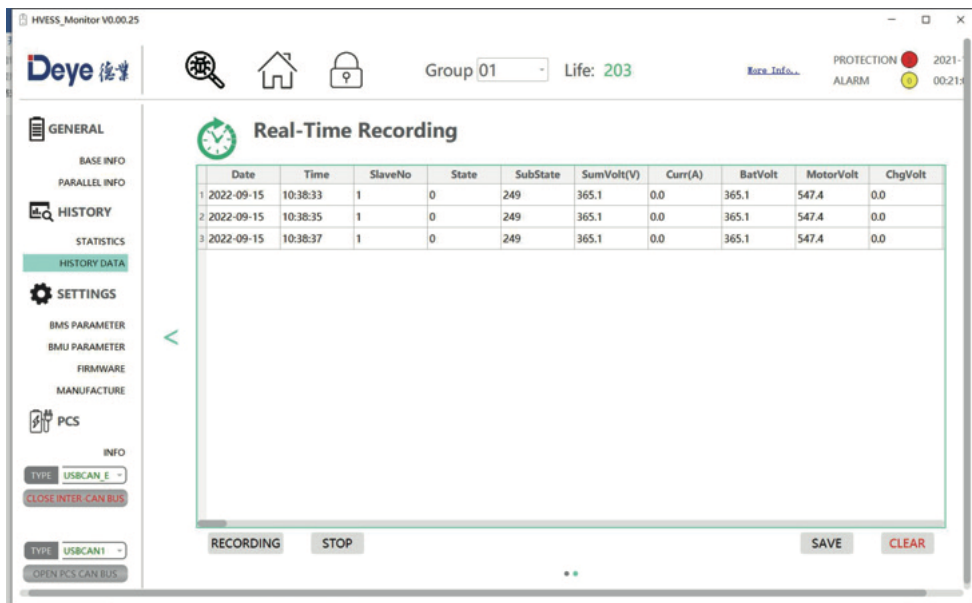 HVESS_Monitor V0.00.25
Deye 德业
Group 01 Life: 203
More Info..
PROTECTION
ALARM 0
2021-
00:21:
GENERAL
BASE INFO
PARALLEL INFO
HISTORY
STATISTICS
HISTORY DATA
SETTINGS
BMS PARAMETER
BMU PARAMETER
FIRMWARE
MANUFACTURE
PCS
INFO
TYPE USBCAN_E
CLOSE INTER-CAN BUS
TYPE USBCAN1
OPEN PCS CAN BUS
<
Real-Time Recording
Date Time SlaveNo State SubState SumVolt(V) Curr(A) BatVolt MotorVolt ChgVolt
1 2022-09-15 10:38:33 1 0 249 365.1 0.0 365.1 547.4 0.0
2 2022-09-15 10:38:35 1 0 249 365.1 0.0 365.1 547.4 0.0
3 2022-09-15 10:38:37 1 0 249 365.1 0.0 365.1 547.4 0.0
RECORDING STOP SAVE CLEAR